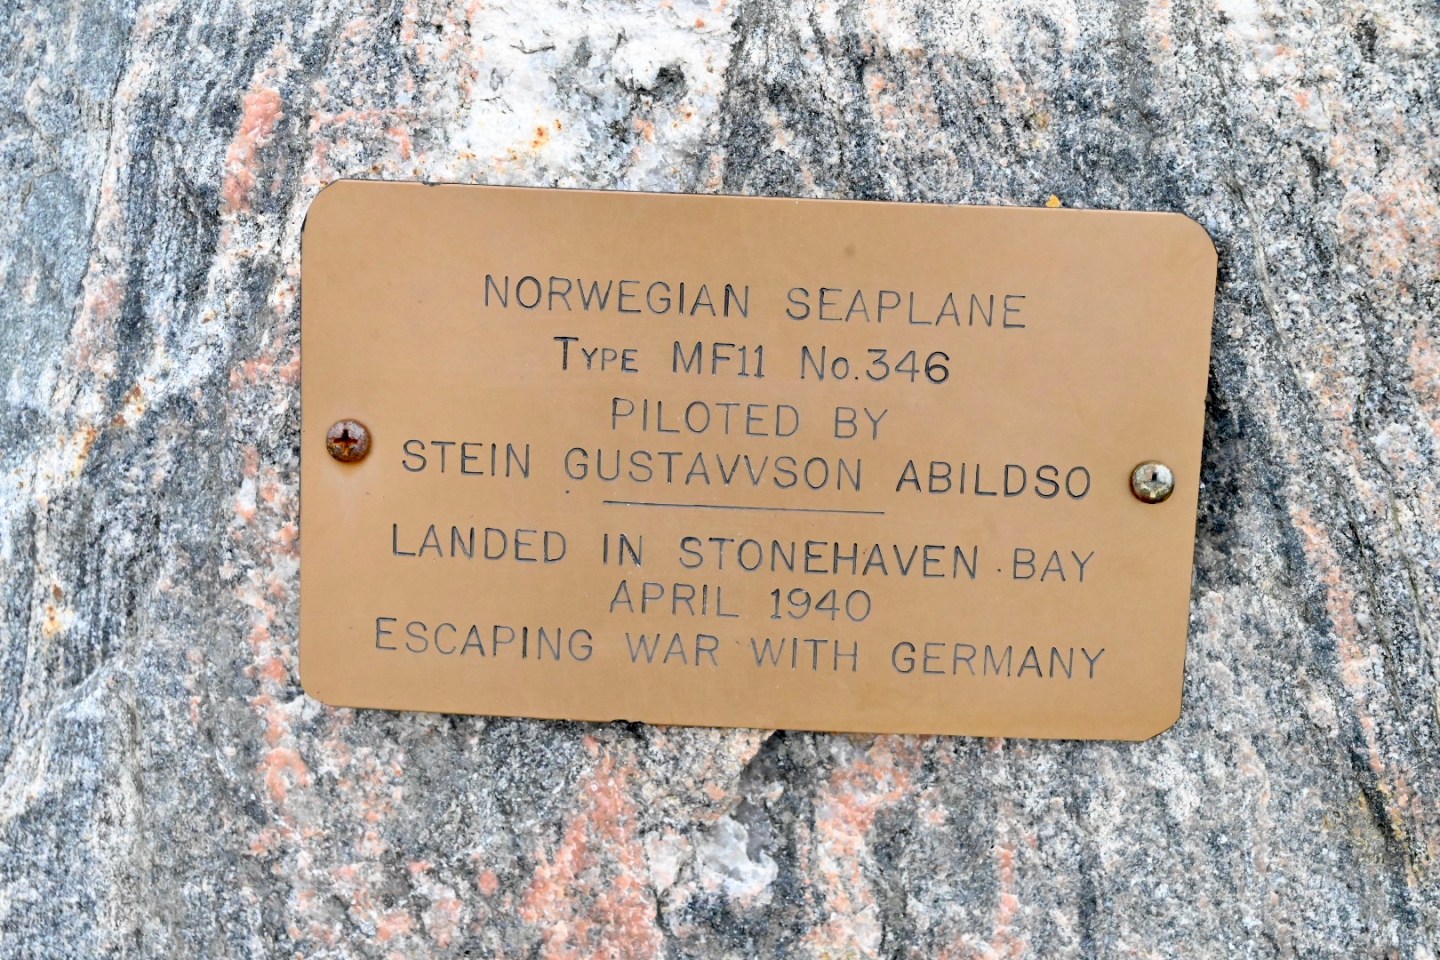 NORWEGIAN SEAPLANE
TYPE MF11 No.346
PILOTED BY
STEIN GUSTAVVSON ABILDSO
LANDED IN STONEHAVEN BAY
APRIL 1940
ESCAPING WAR WITH GERMANY